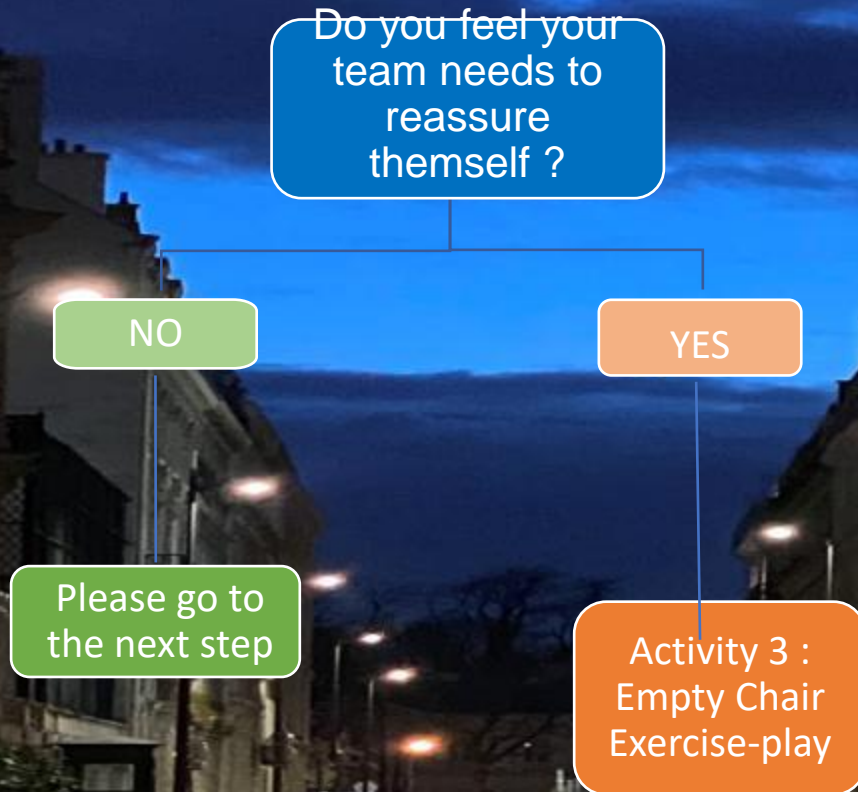 Do you feel your
team needs to
reassure
themself ?
NO
YES
Please go to
the next step
Activity 3 :
Empty Chair
Exercise-play